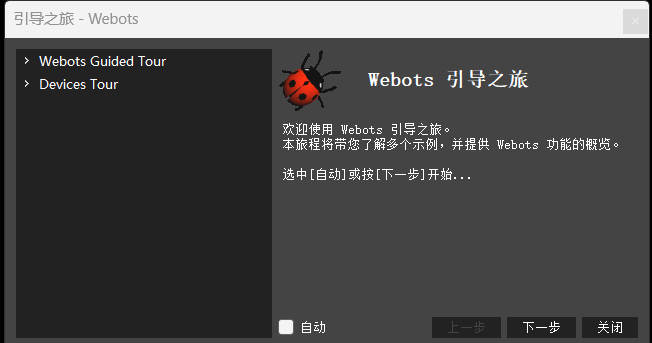 引导之旅 - Webots
Webots Guided Tour
Devices Tour
Webots 引导之旅
欢迎使用 Webots 引导之旅。
本旅程将带您了解多个示例，并提供 Webots 功能的概览。
选中[自动]或按[下一步]开始...
自动
上一步
下一步
关闭